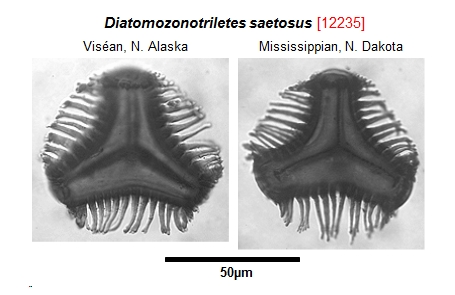 Diatomozonotriletes saetosus [12235]
Viséan, N. Alaska
Mississippian, N. Dakota
50µm